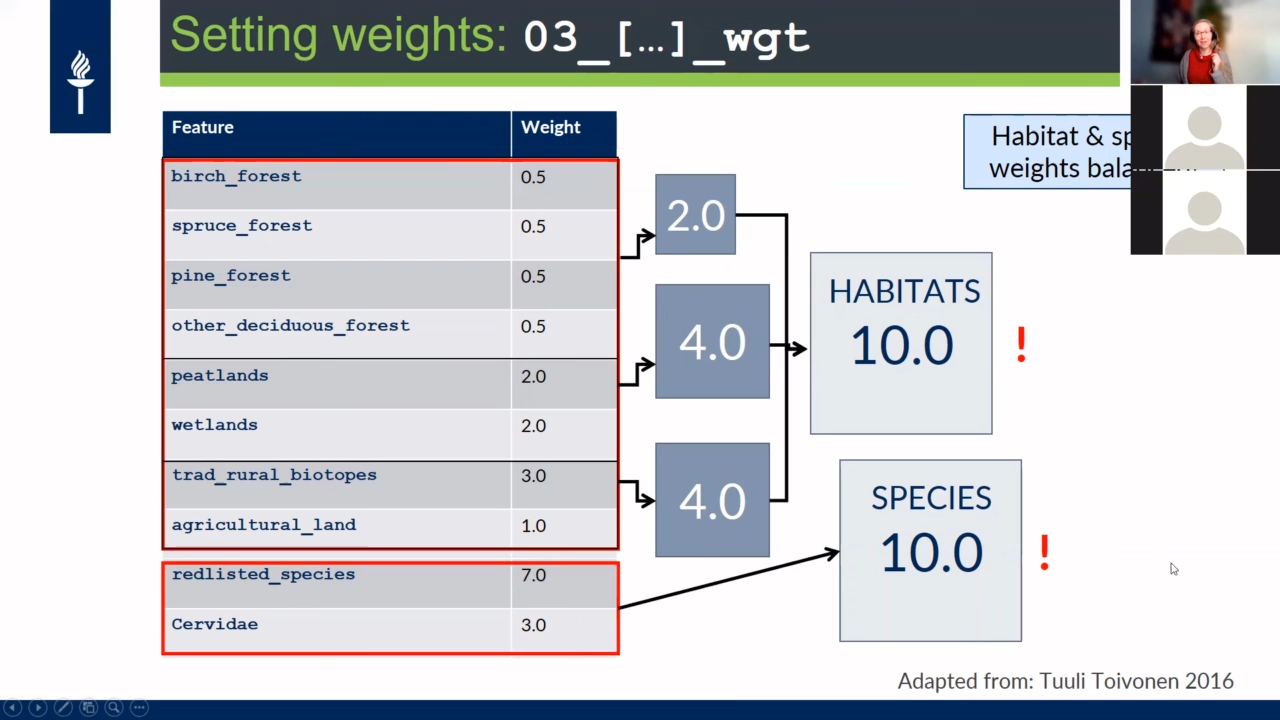 Setting weights: 03_[…]_wgt
Feature Weight
birch_forest 0.5
spruce_forest 0.5
pine_forest 0.5
other_deciduous_forest 0.5
peatlands 2.0
wetlands 2.0
trad_rural_biotopes 3.0
agricultural_land 1.0
redlisted_species 7.0
Cervidae 3.0
2.0
4.0
4.0
Habitat &
weights
HABITATS
10.0
!
SPECIES
10.0
!
Adapted from: Tuuli Toivonen 2016